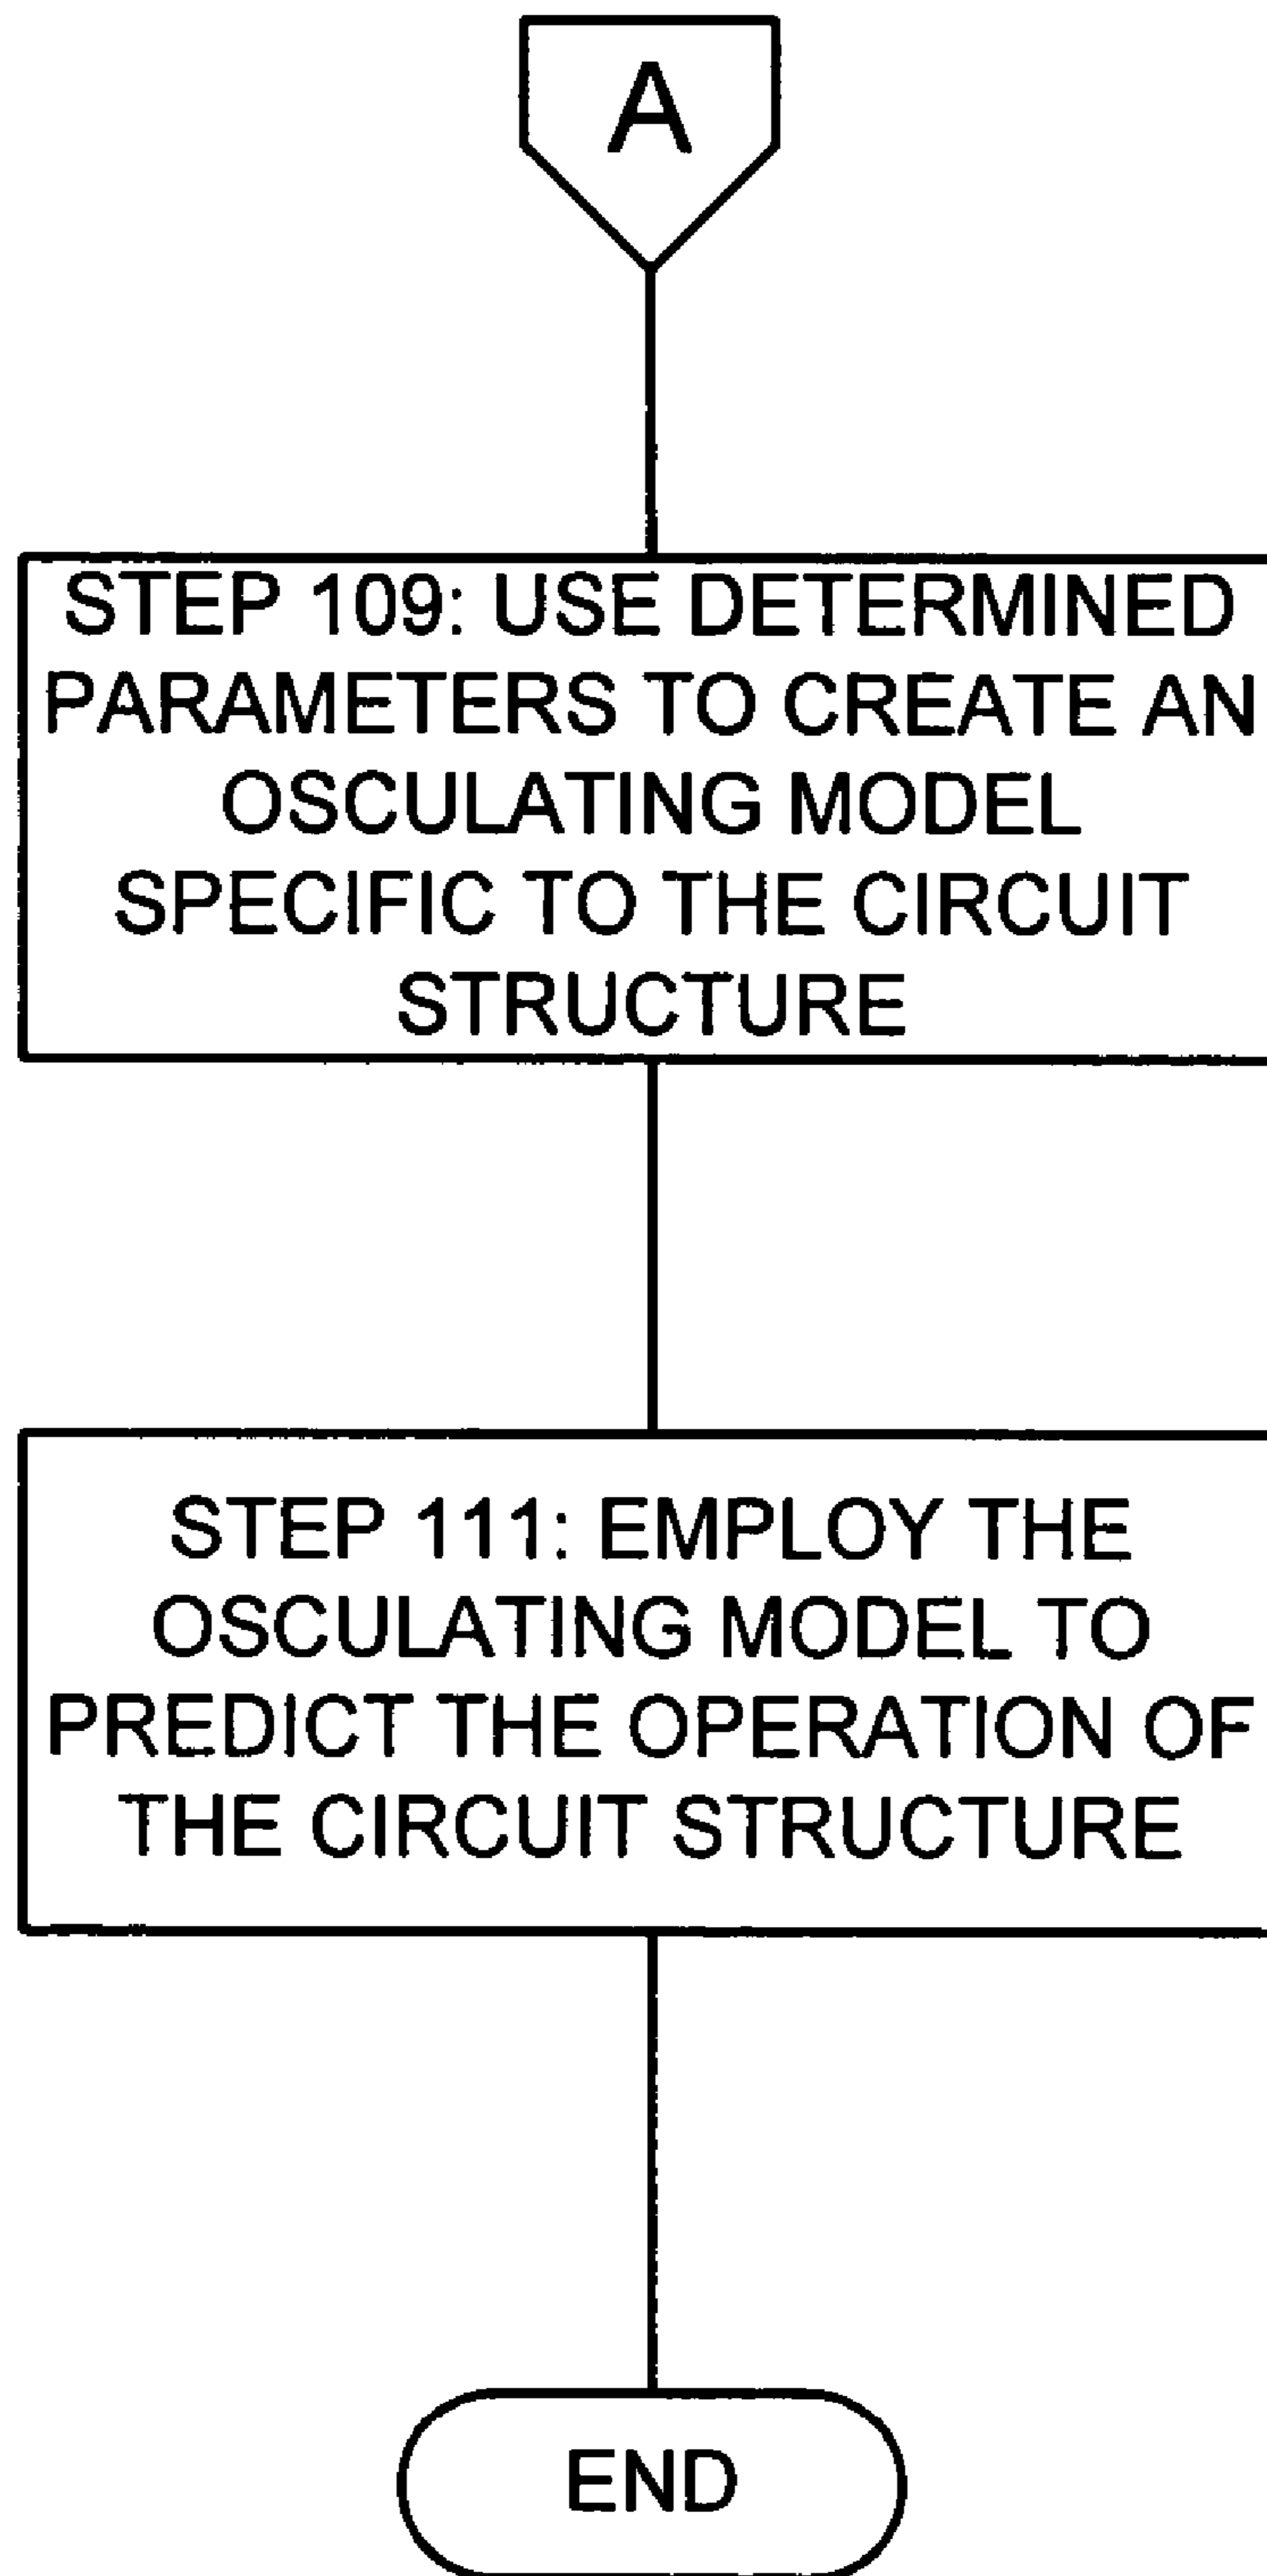 A
STEP 109: USE DETERMINED
PARAMETERS TO CREATE AN
OSCULATING MODEL
SPECIFIC TO THE CIRCUIT
STRUCTURE
STEP 111: EMPLOY THE
OSCULATING MODEL TO
PREDICT THE OPERATION OF
THE CIRCUIT STRUCTURE
END